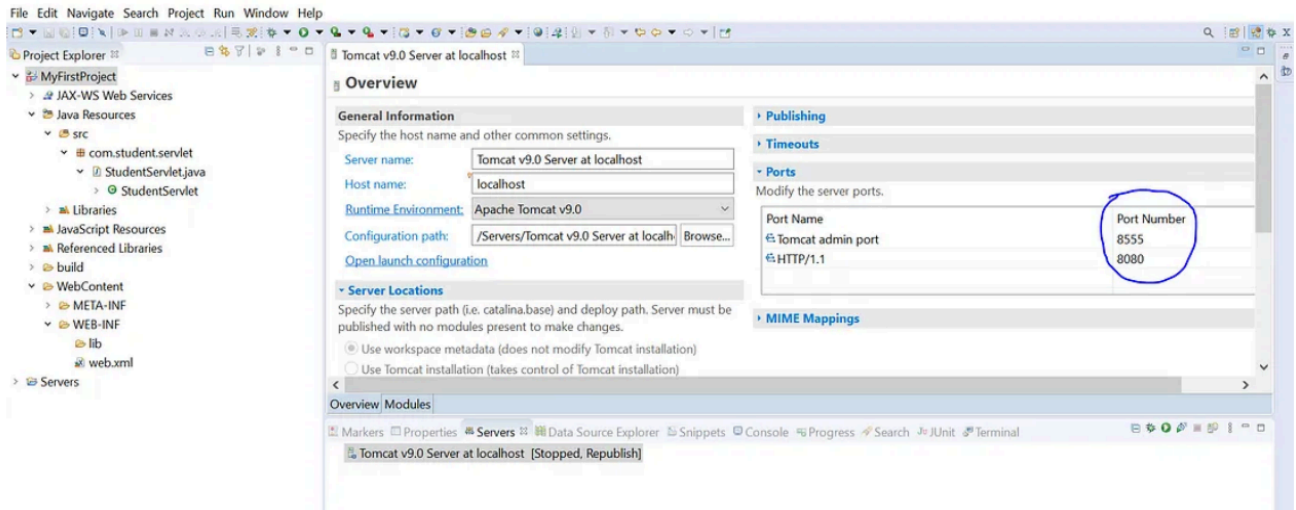 File Edit Navigate Search Project Run Window Help
Project Explorer
MyFirstProject
JAX-WS Web Services
Java Resources
src
com.student.servlet
StudentServlet.java
StudentServlet
Libraries
JavaScript Resources
Referenced Libraries
build
WebContent
META-INF
WEB-INF
lib
web.xml
Servers
Tomcat v9.0 Server at localhost
Overview
General Information
Specify the host name and other common settings.
Server name: Tomcat v9.0 Server at localhost
Host name: localhost
Runtime Environment: Apache Tomcat v9.0
Configuration path: /Servers/Tomcat v9.0 Server at localh Browse...
Open launch configuration
Server Locations
Specify the server path (i.e. catalina.base) and deploy path. Server must be
published with no modules present to make changes.
Use workspace metadata (does not modify Tomcat installation)
Use Tomcat installation (takes control of Tomcat installation)
Publishing
Timeouts
Ports
Modify the server ports.
Port Name Port Number
Tomcat admin port 8555
HTTP/1.1 8080
MIME Mappings
Overview Modules
Markers Properties Servers Data Source Explorer Snippets Console Progress Search JUnit Terminal
Tomcat v9.0 Server at localhost [Stopped, Republish]